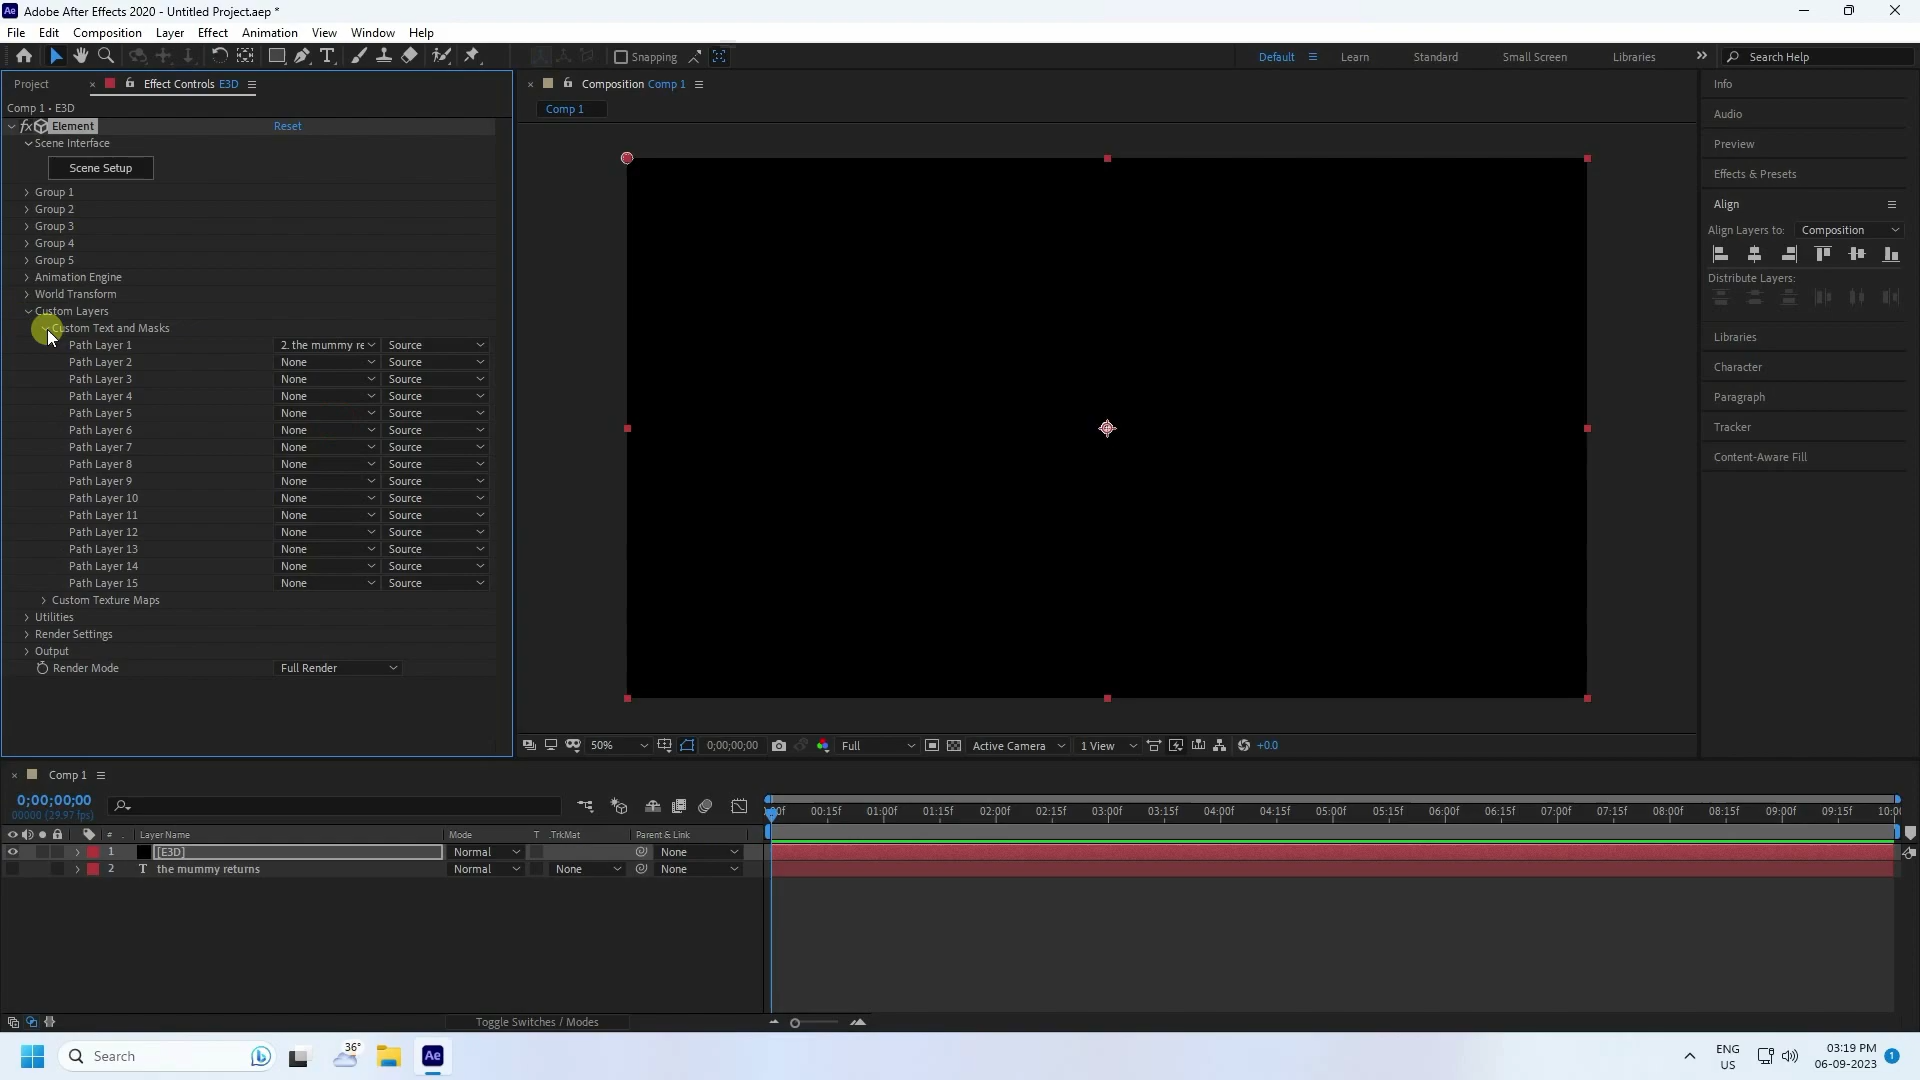 Adobe After Effects 2020 - Untitled Project.aep *
File Edit Composition Layer Effect Animation View Window Help
Snapping
Default Learn Standard Small Screen Libraries Search Help
Project Effect Controls E3D
Comp 1 • E3D
fx Element Reset
Scene Interface
Scene Setup
Group 1
Group 2
Group 3
Group 4
Group 5
Animation Engine
World Transform
Custom Layers
Custom Text and Masks
Path Layer 1 2. the mummy re Source
Path Layer 2 None Source
Path Layer 3 None Source
Path Layer 4 None Source
Path Layer 5 None Source
Path Layer 6 None Source
Path Layer 7 None Source
Path Layer 8 None Source
Path Layer 9 None Source
Path Layer 10 None Source
Path Layer 11 None Source
Path Layer 12 None Source
Path Layer 13 None Source
Path Layer 14 None Source
Path Layer 15 None Source
Custom Texture Maps
Utilities
Render Settings
Output
Render Mode Full Render
Composition Comp 1
Comp 1
50% 0;00;00;00 Full Active Camera 1 View +0.0
Info
Audio
Preview
Effects & Presets
Align
Align Layers to: Composition
Distribute Layers:
Libraries
Character
Paragraph
Tracker
Content-Aware Fill
Comp 1
0;00;00;00
00000 (29.97 fps)
00:15f 01:00f 01:15f 02:00f 02:15f 03:00f 03:15f 04:00f 04:15f 05:00f 05:15f 06:00f 06:15f 07:00f 07:15f 08:00f 08:15f 09:00f 09:15f 10:00
# Layer Name Mode T .TrkMat Parent & Link
1 [E3D] Normal None
2 T the mummy returns Normal None None
Toggle Switches / Modes
Search
36°
Ae
ENG
US
03:19 PM
06-09-2023
1